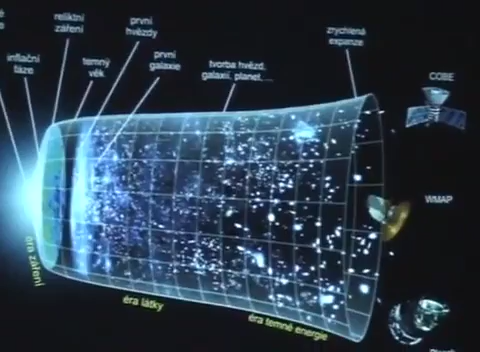 reliktní
záření
první
hvězdy
zrychlená
expanze
inflační
fáze
temný
věk
první
galaxie
tvorba hvězd,
galaxií, planet,...
COBE
WMAP
éra záření
éra látky
éra temné energie